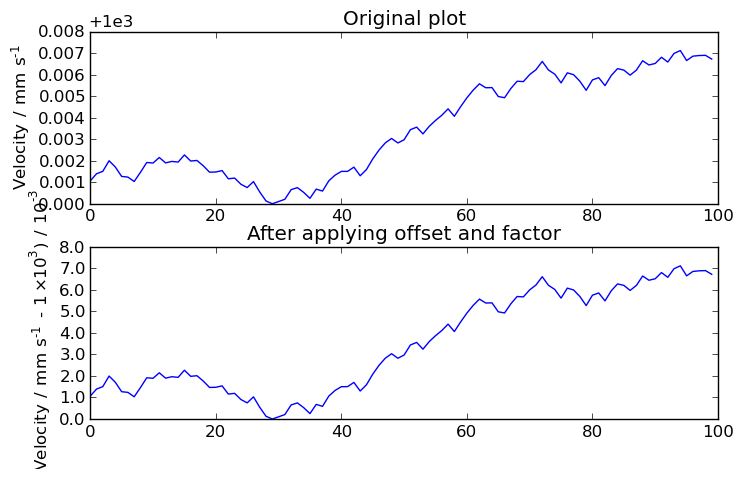 Original plot
+1e3
0.008
0.007
0.006
0.005
0.004
0.003
0.002
0.001
0.000
Velocity / mm s⁻¹
0 20 40 60 80 100
After applying offset and factor
8.0
7.0
6.0
5.0
4.0
3.0
2.0
1.0
0.0
Velocity / mm s⁻¹ - 1 ×10³) / 10⁻³
0 20 40 60 80 100